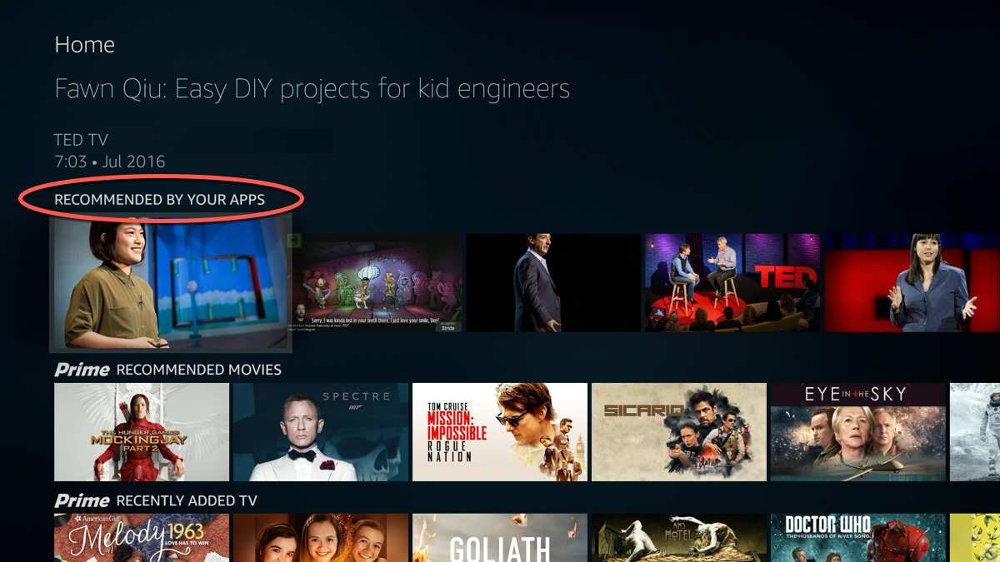 Home
Fawn Qiu: Easy DIY projects for kid engineers
TED TV
7:03 • Jul 2016
RECOMMENDED BY YOUR APPS
TED
Sorry, I was kinda lost in your teeth there. I just love your smile, Don!
Stride
Prime RECOMMENDED MOVIES
THE HUNGER GAMES
MOCKINGJAY
PART 2
SPECTRE
007
TOM CRUISE
MISSION:
IMPOSSIBLE
ROGUE
NATION
SICARIO
EYE IN THE SKY
Prime RECENTLY ADDED TV
American Girl
Melody 1963
LOVE HAS TO WIN
GOLIATH
AHS
HOTEL
DOCTOR WHO
THE HUSBANDS OF RIVER SONG